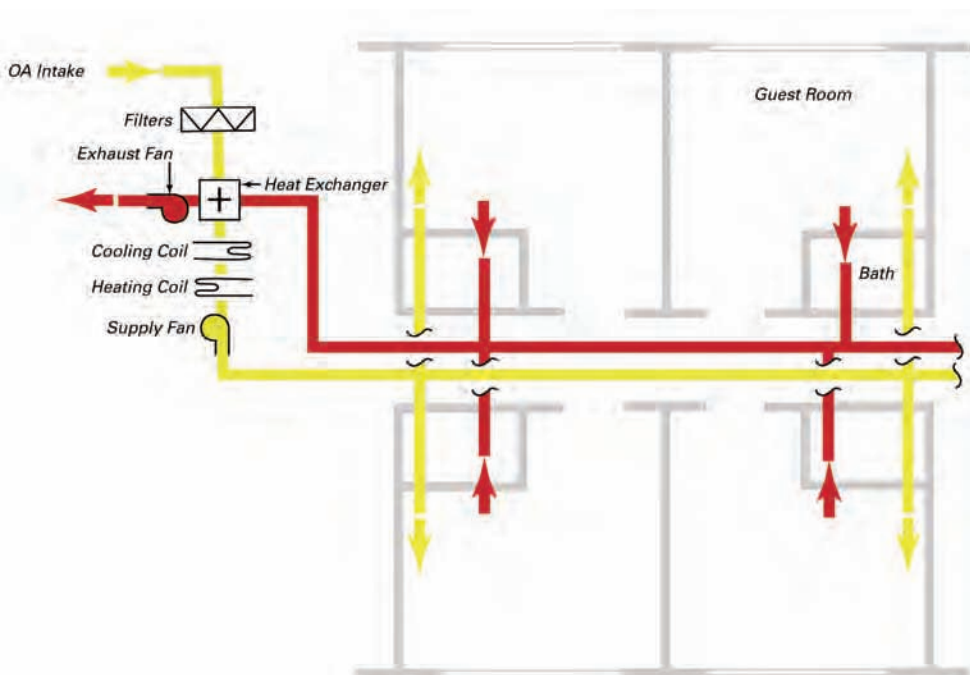 OA Intake
Guest Room
Filters
Exhaust Fan
Heat Exchanger
Cooling Coil
Bath
Heating Coil
Supply Fan